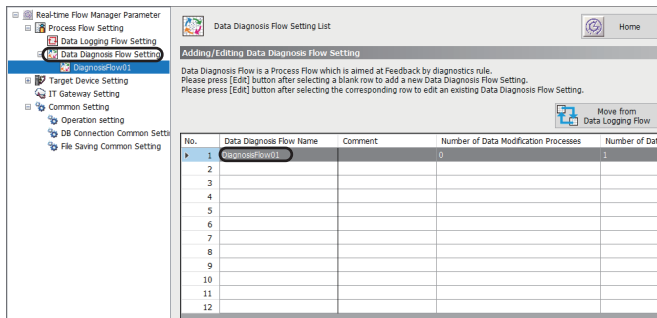 Real-time Flow Manager Parameter
Process Flow Setting
Data Logging Flow Setting
Data Diagnosis Flow Setting
DiagnosisFlow01
Target Device Setting
IT Gateway Setting
Common Setting
Operation setting
DB Connection Common Setti
File Saving Common Setting
Data Diagnosis Flow Setting List
Home
Adding/Editing Data Diagnosis Flow Setting
Data Diagnosis Flow is a Process Flow which is aimed at Feedback by diagnostics rule.
Please press [Edit] button after selecting a blank row to add a new Data Diagnosis Flow Setting.
Please press [Edit] button after selecting the corresponding row to edit an existing Data Diagnosis Flow Setting.
Move from
Data Logging Flow
No. Data Diagnosis Flow Name Comment Number of Data Modification Processes Number of Dat
1 DiagnosisFlow01 0 1
2
3
4
5
6
7
8
9
10
11
12